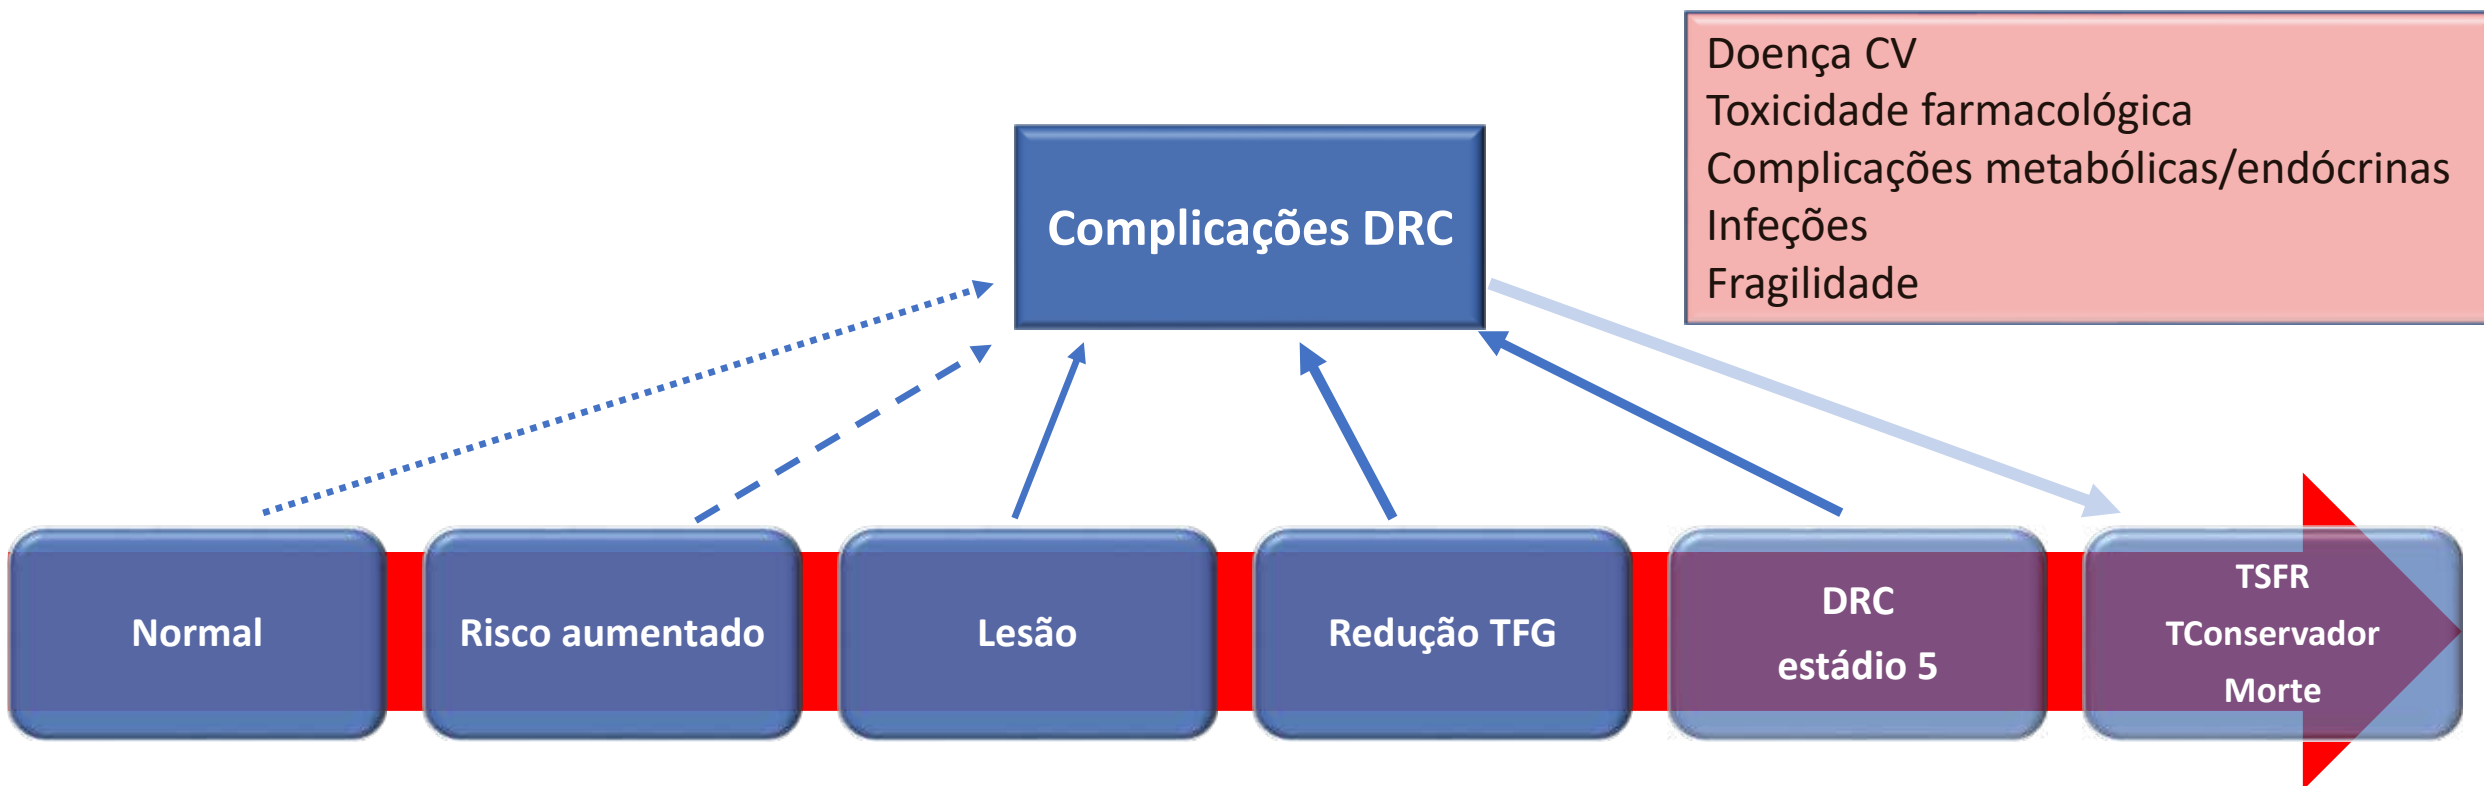 Doença CV
Toxicidade farmacológica
Complicações metabólicas/endócrinas
Infeções
Fragilidade
Complicações DRC
Normal
Risco aumentado
Lesão
Redução TFG
DRC
estádio 5
TSFR
TConservador
Morte